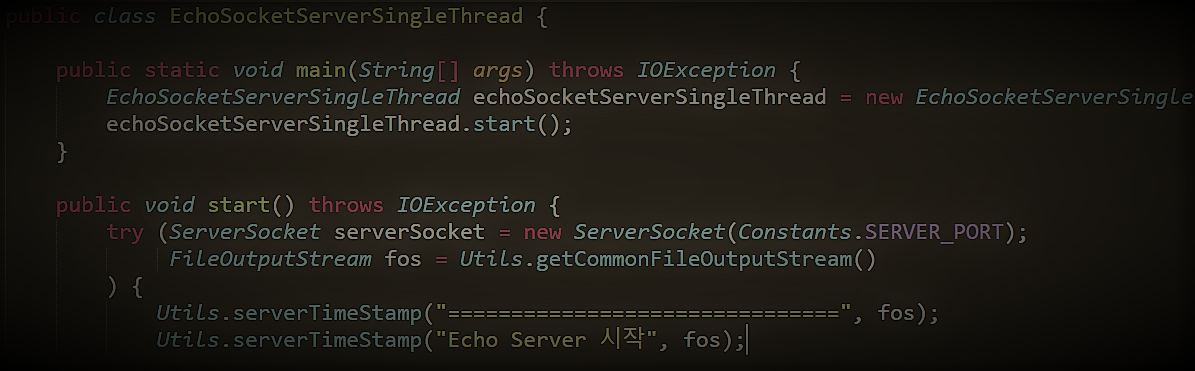 public class EchoSocketServerSingleThread {
public static void main(String[] args) throws IOException {
EchoSocketServerSingleThread echoSocketServerSingleThread = new EchoSocketServerSingle
echoSocketServerSingleThread.start();
}
public void start() throws IOException {
try (ServerSocket serverSocket = new ServerSocket(Constants.SERVER_PORT);
FileOutputStream fos = Utils.getCommonFileOutputStream()
) {
Utils.serverTimeStamp("===============================", fos);
Utils.serverTimeStamp("Echo Server 시작", fos);